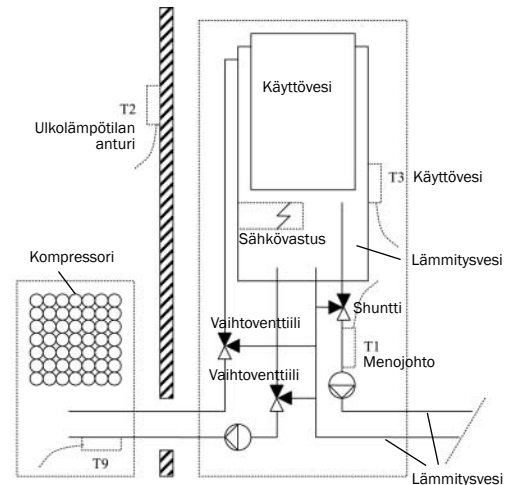 Käyttövesi
T2
Ulkolämpötilan
anturi
T3 Käyttövesi
Sähkövastus
Lämmitysvesi
Kompressori
Shuntti
Vaihtoventtiili
T1
Menojohto
Vaihtoventtiili
T9
Lämmitysvesi